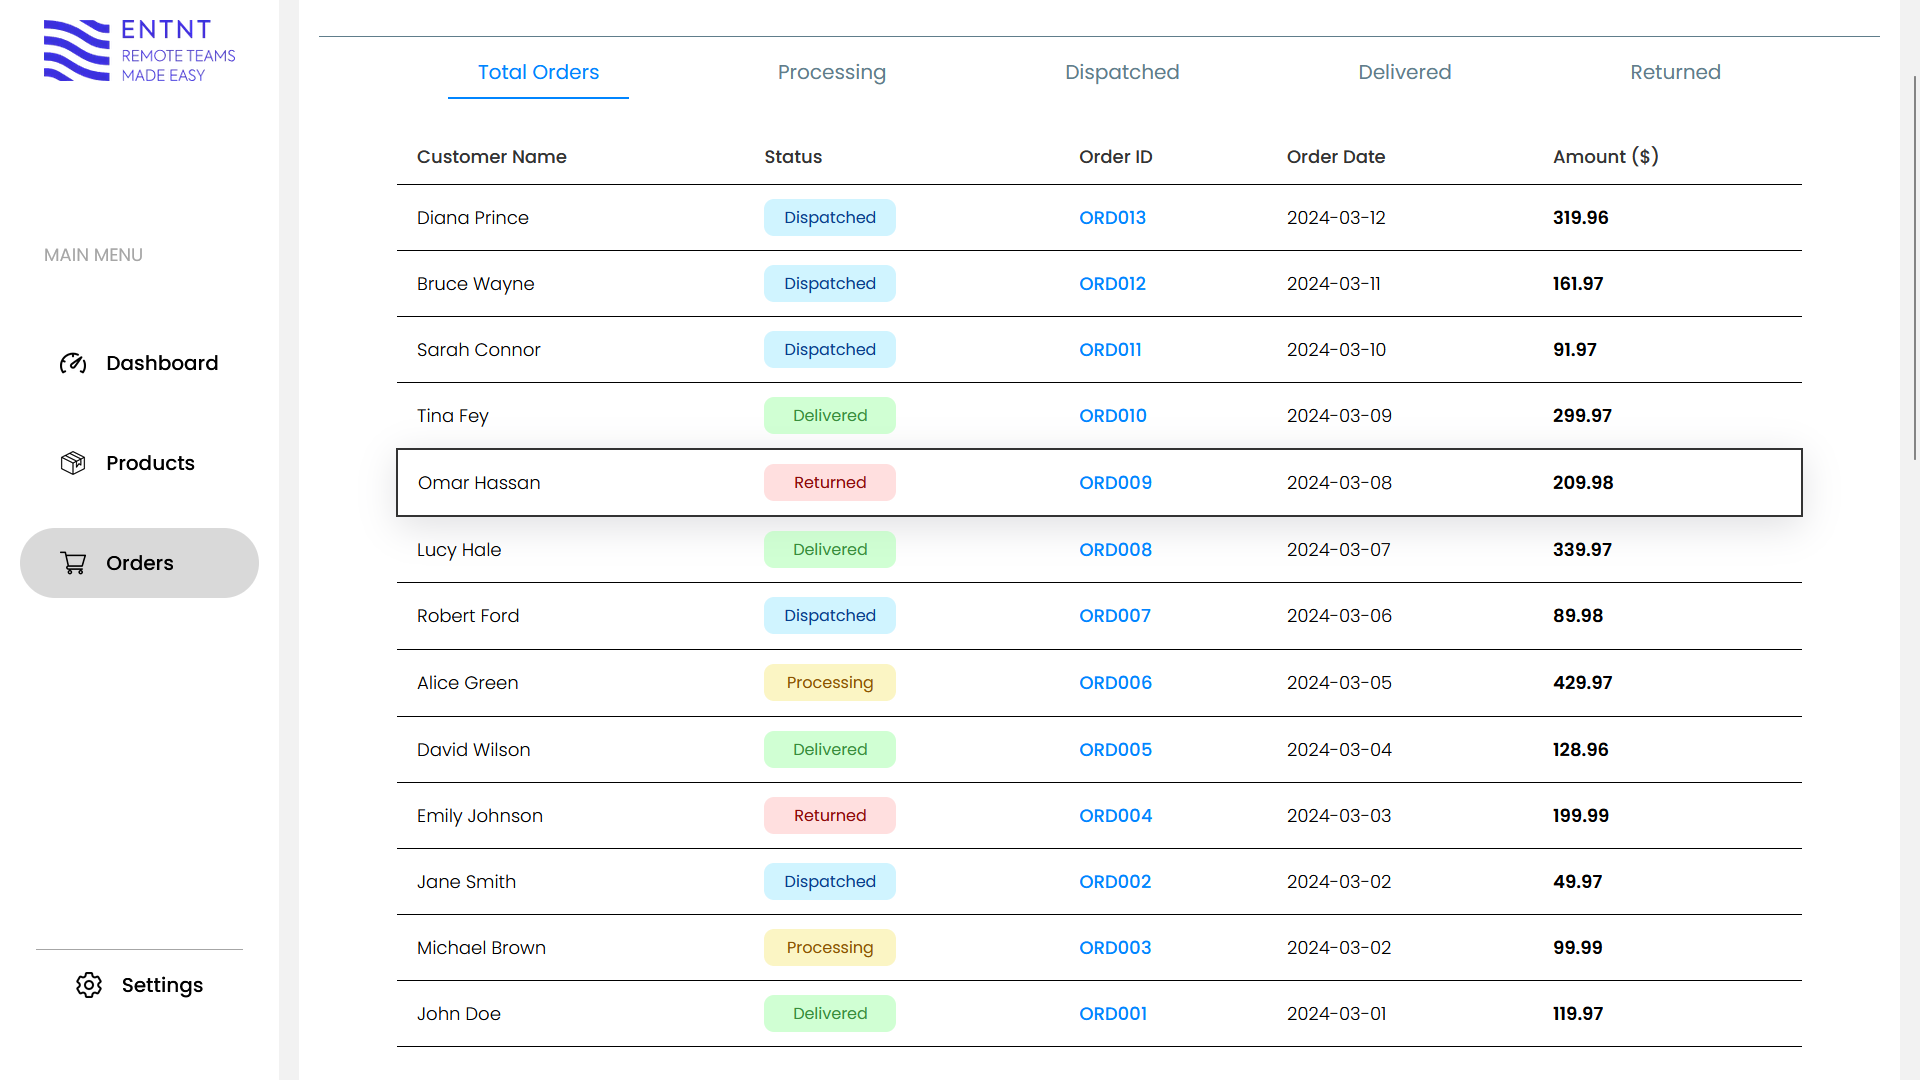 ENTNT
REMOTE TEAMS
MADE EASY
MAIN MENU
Dashboard
Products
Orders
Settings
Total Orders Processing Dispatched Delivered Returned
Customer Name Status Order ID Order Date Amount ($)
Diana Prince Dispatched ORD013 2024-03-12 319.96
Bruce Wayne Dispatched ORD012 2024-03-11 161.97
Sarah Connor Dispatched ORD011 2024-03-10 91.97
Tina Fey Delivered ORD010 2024-03-09 299.97
Omar Hassan Returned ORD009 2024-03-08 209.98
Lucy Hale Delivered ORD008 2024-03-07 339.97
Robert Ford Dispatched ORD007 2024-03-06 89.98
Alice Green Processing ORD006 2024-03-05 429.97
David Wilson Delivered ORD005 2024-03-04 128.96
Emily Johnson Returned ORD004 2024-03-03 199.99
Jane Smith Dispatched ORD002 2024-03-02 49.97
Michael Brown Processing ORD003 2024-03-02 99.99
John Doe Delivered ORD001 2024-03-01 119.97